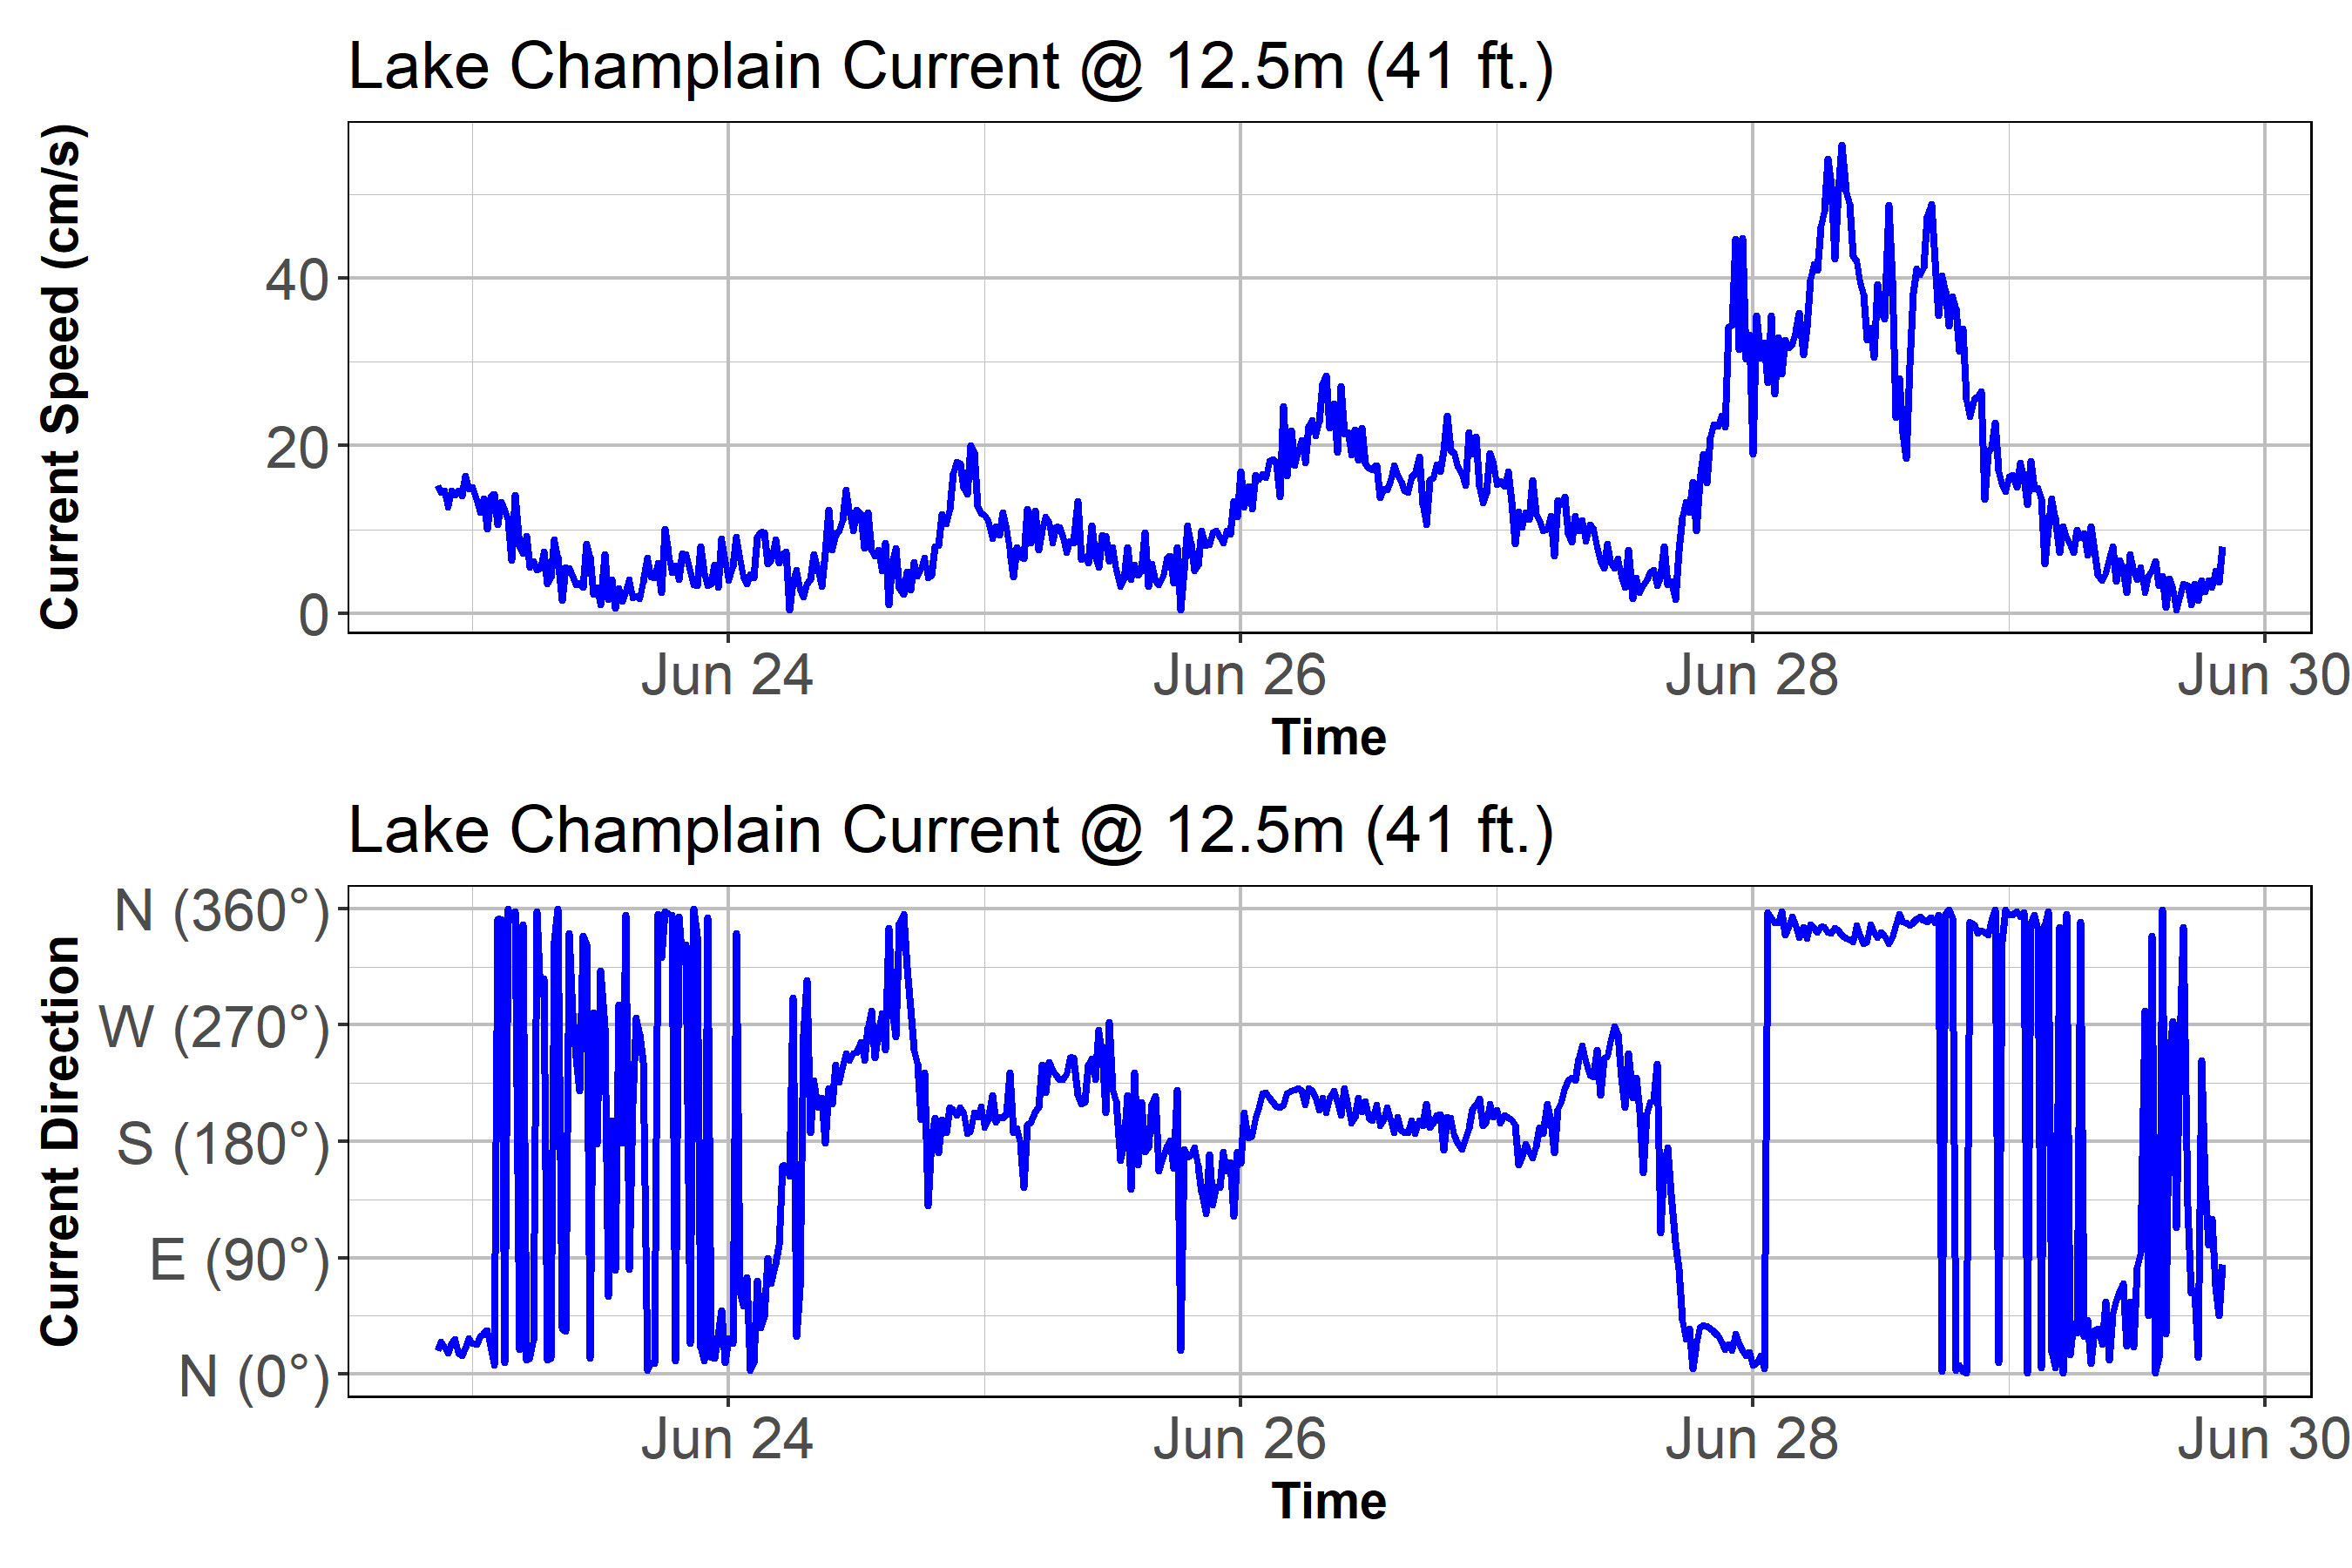 Lake Champlain Current @ 12.5m (41 ft.)
Current Speed (cm/s)
40
20
0
Jun 24 Jun 26 Jun 28 Jun 30
Time
Lake Champlain Current @ 12.5m (41 ft.)
Current Direction
N (360°)
W (270°)
S (180°)
E (90°)
N (0°)
Jun 24 Jun 26 Jun 28 Jun 30
Time